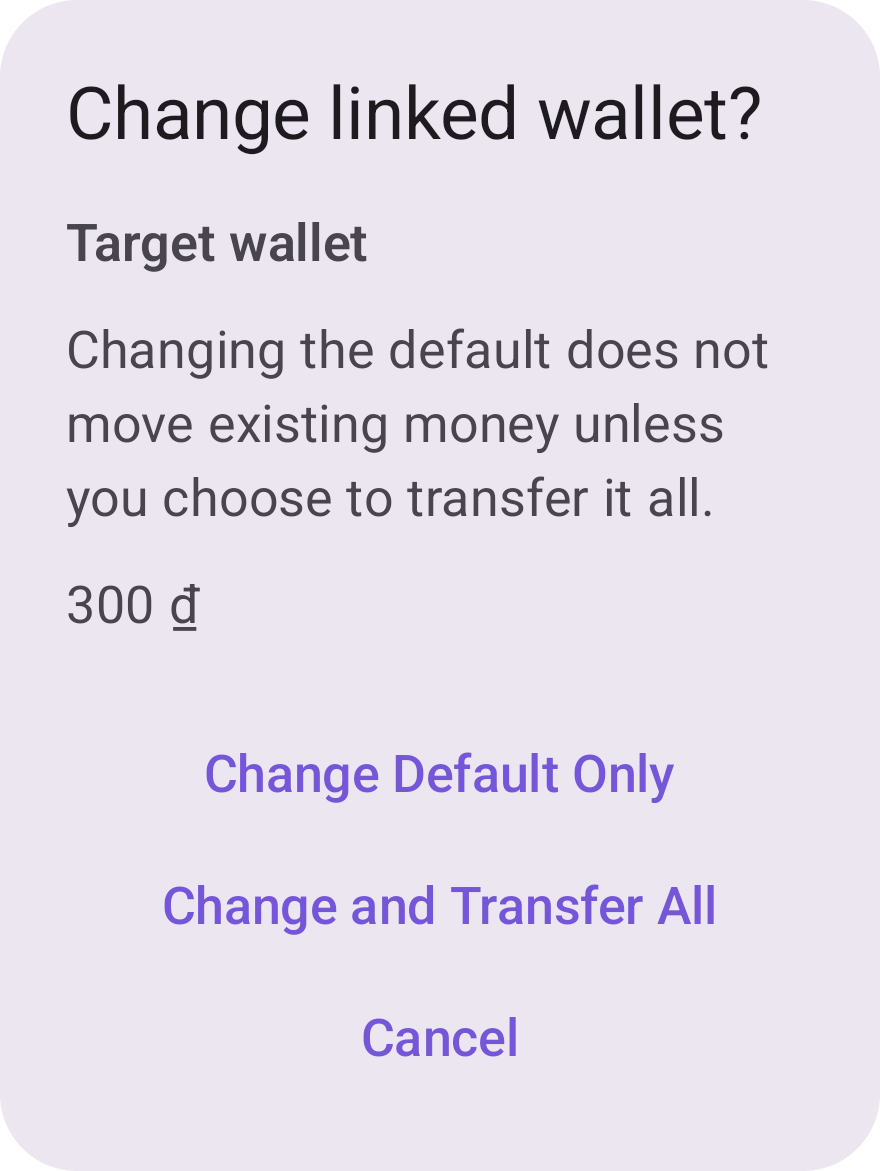 Change linked wallet?
Target wallet
Changing the default does not
move existing money unless
you choose to transfer it all.
300 ₫
Change Default Only
Change and Transfer All
Cancel